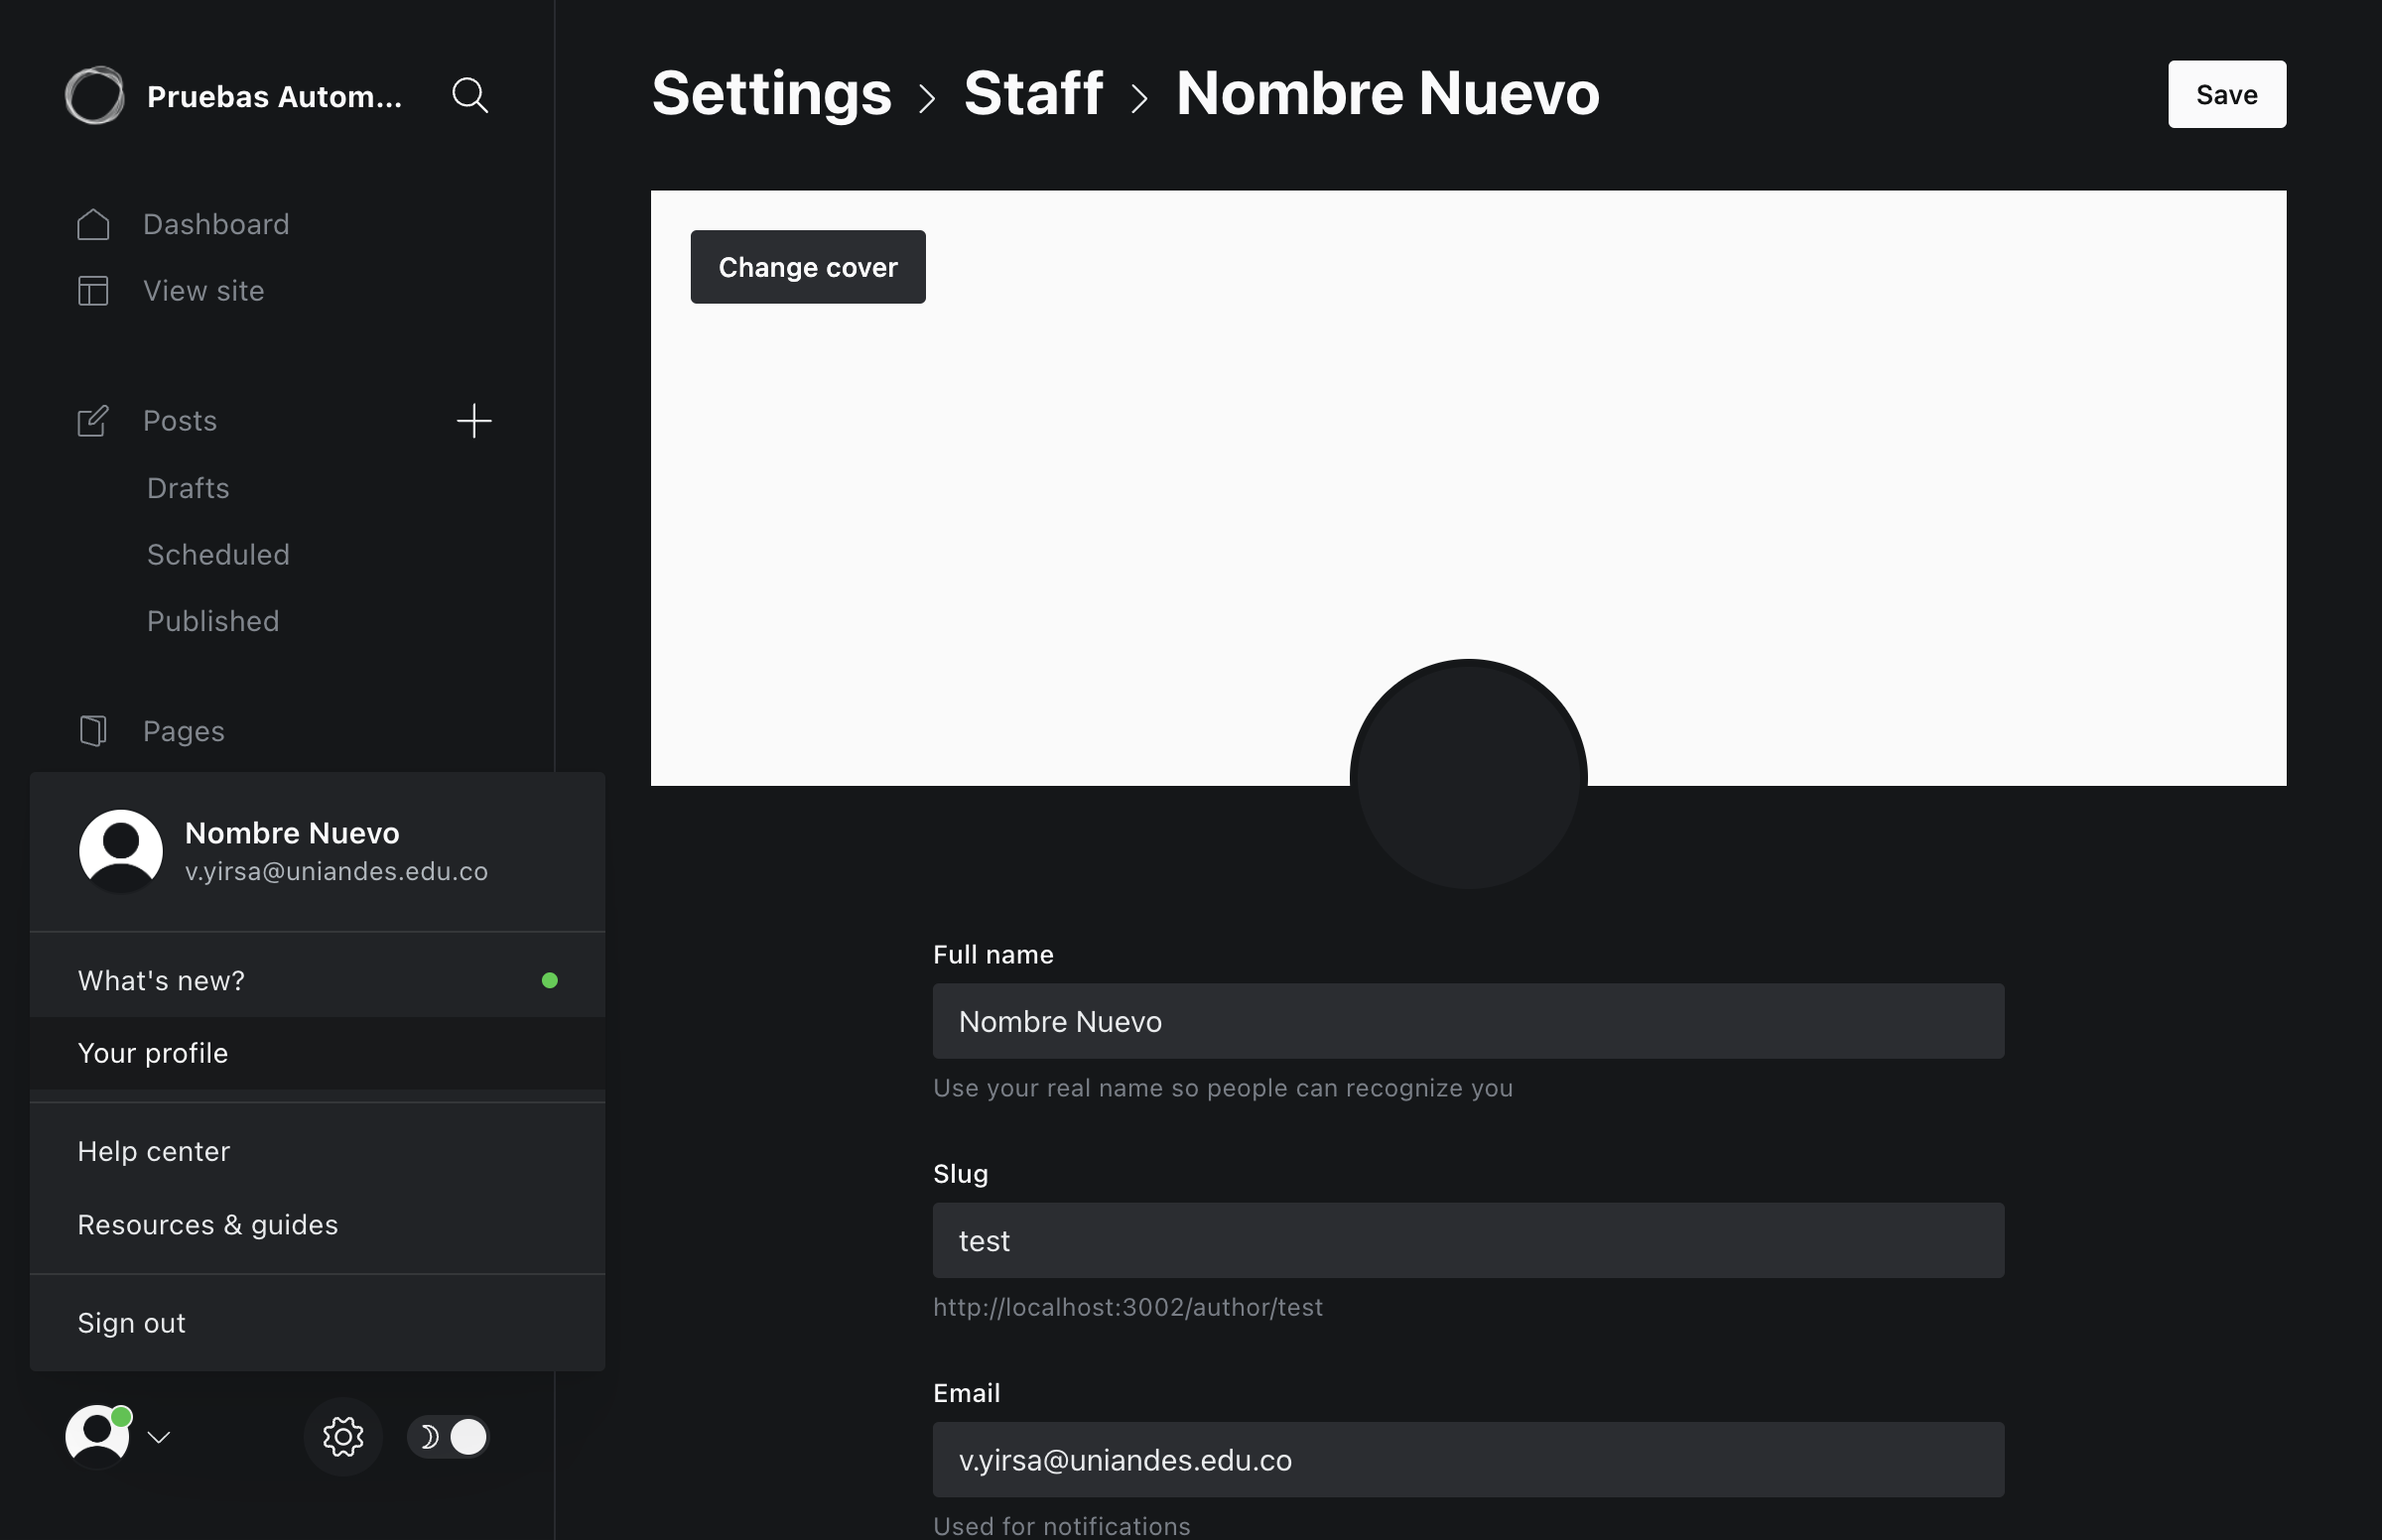 Pruebas Autom...
Dashboard
View site
Posts
Drafts
Scheduled
Published
Pages
Nombre Nuevo
v.yirsa@uniandes.edu.co
What's new?
Your profile
Help center
Resources & guides
Sign out
Settings > Staff > Nombre Nuevo
Save
Change cover
Full name
Nombre Nuevo
Use your real name so people can recognize you
Slug
test
http://localhost:3002/author/test
Email
v.yirsa@uniandes.edu.co
Used for notifications